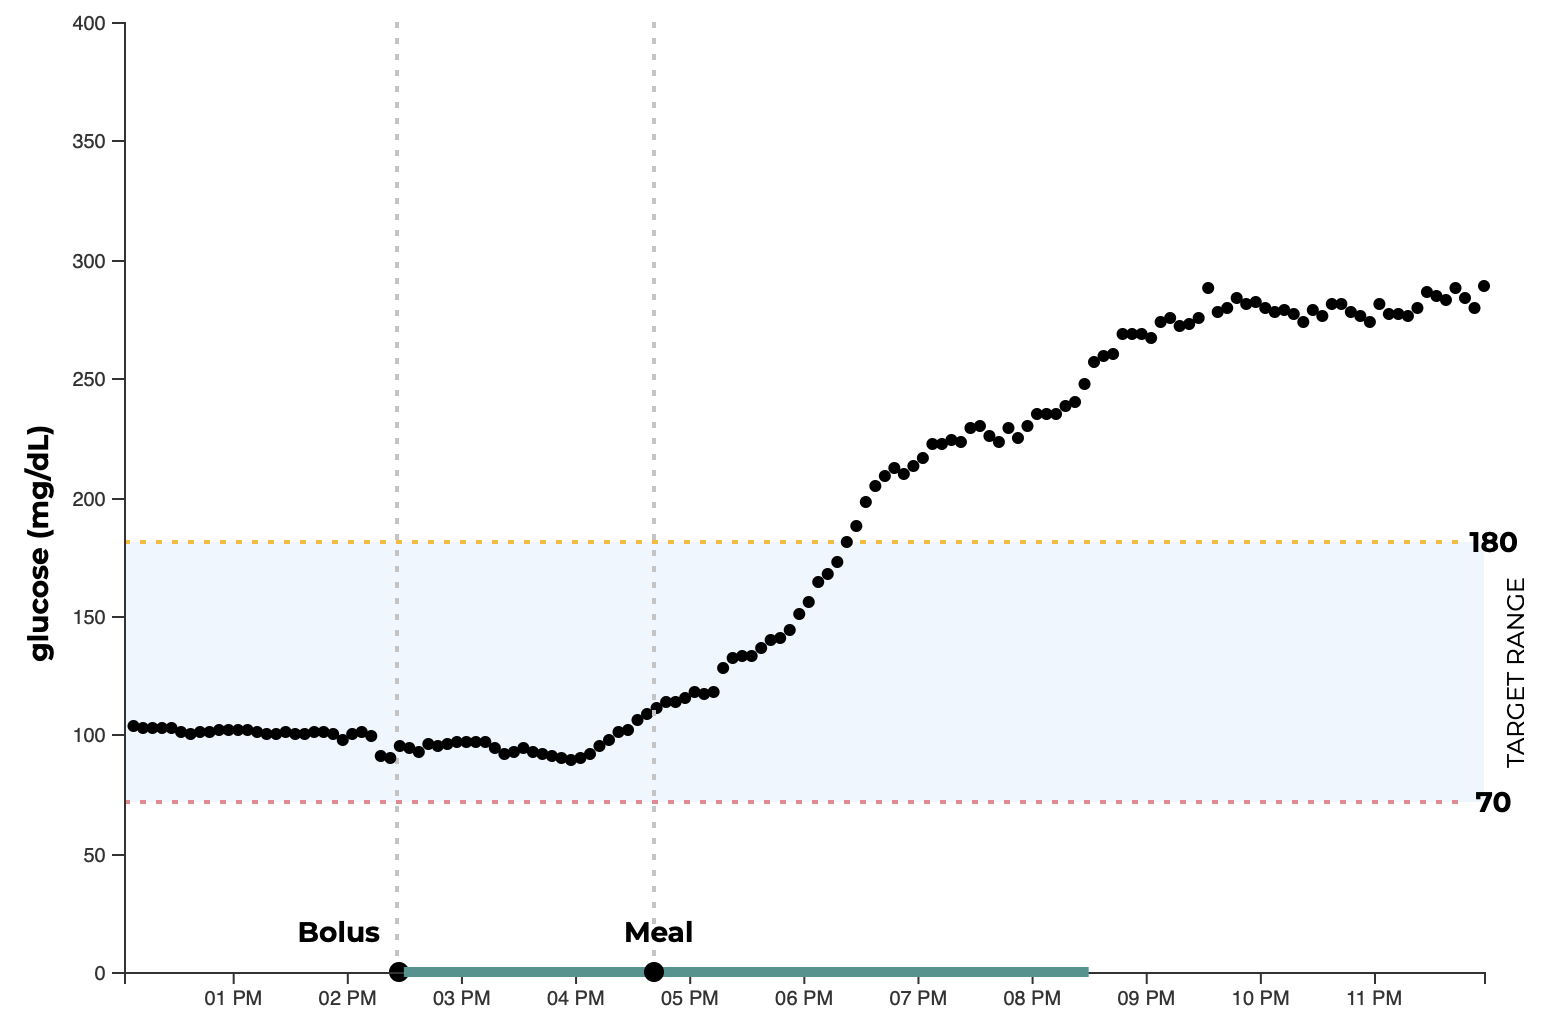 400
350
300
250
200
150
100
50
0
glucose (mg/dL)
180
TARGET RANGE
70
Bolus
Meal
01 PM
02 PM
03 PM
04 PM
05 PM
06 PM
07 PM
08 PM
09 PM
10 PM
11 PM